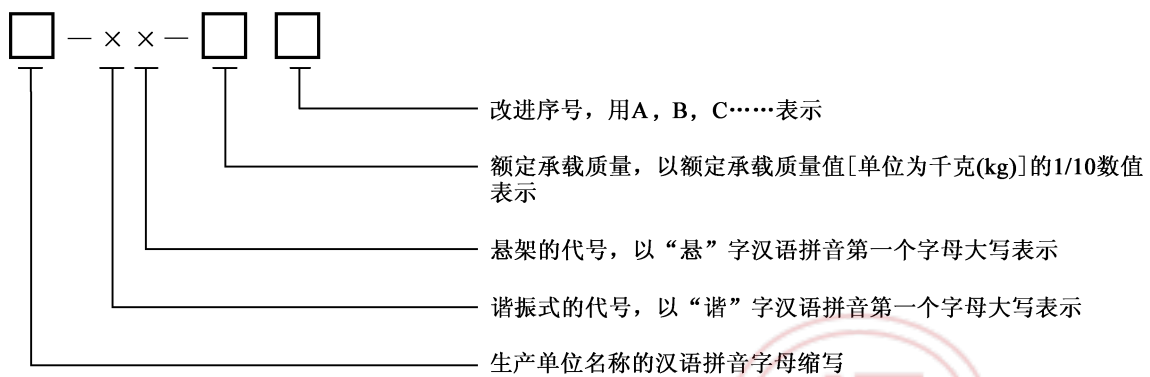 □—××—□ □
改进序号，用A，B，C……表示
额定承载质量，以额定承载质量值[单位为千克(kg)]的1/10数值
表示
悬架的代号，以“悬”字汉语拼音第一个字母大写表示
谐振式的代号，以“谐”字汉语拼音第一个字母大写表示
生产单位名称的汉语拼音字母缩写